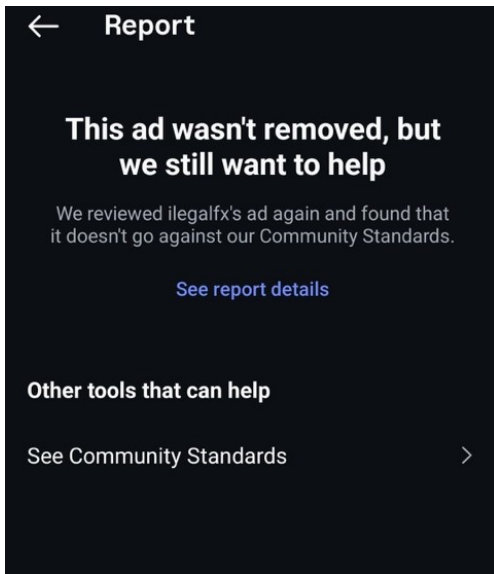 Report
This ad wasn't removed, but
we still want to help
We reviewed ilegalfx's ad again and found that
it doesn't go against our Community Standards.
See report details
Other tools that can help
See Community Standards